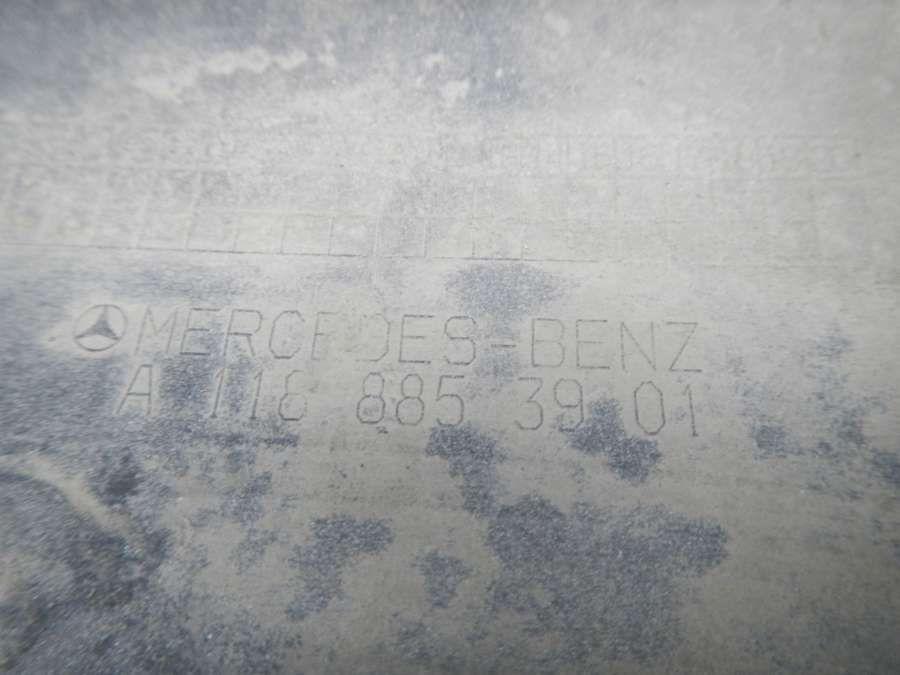 MERCEDES-BENZ
A 118 885 39 01